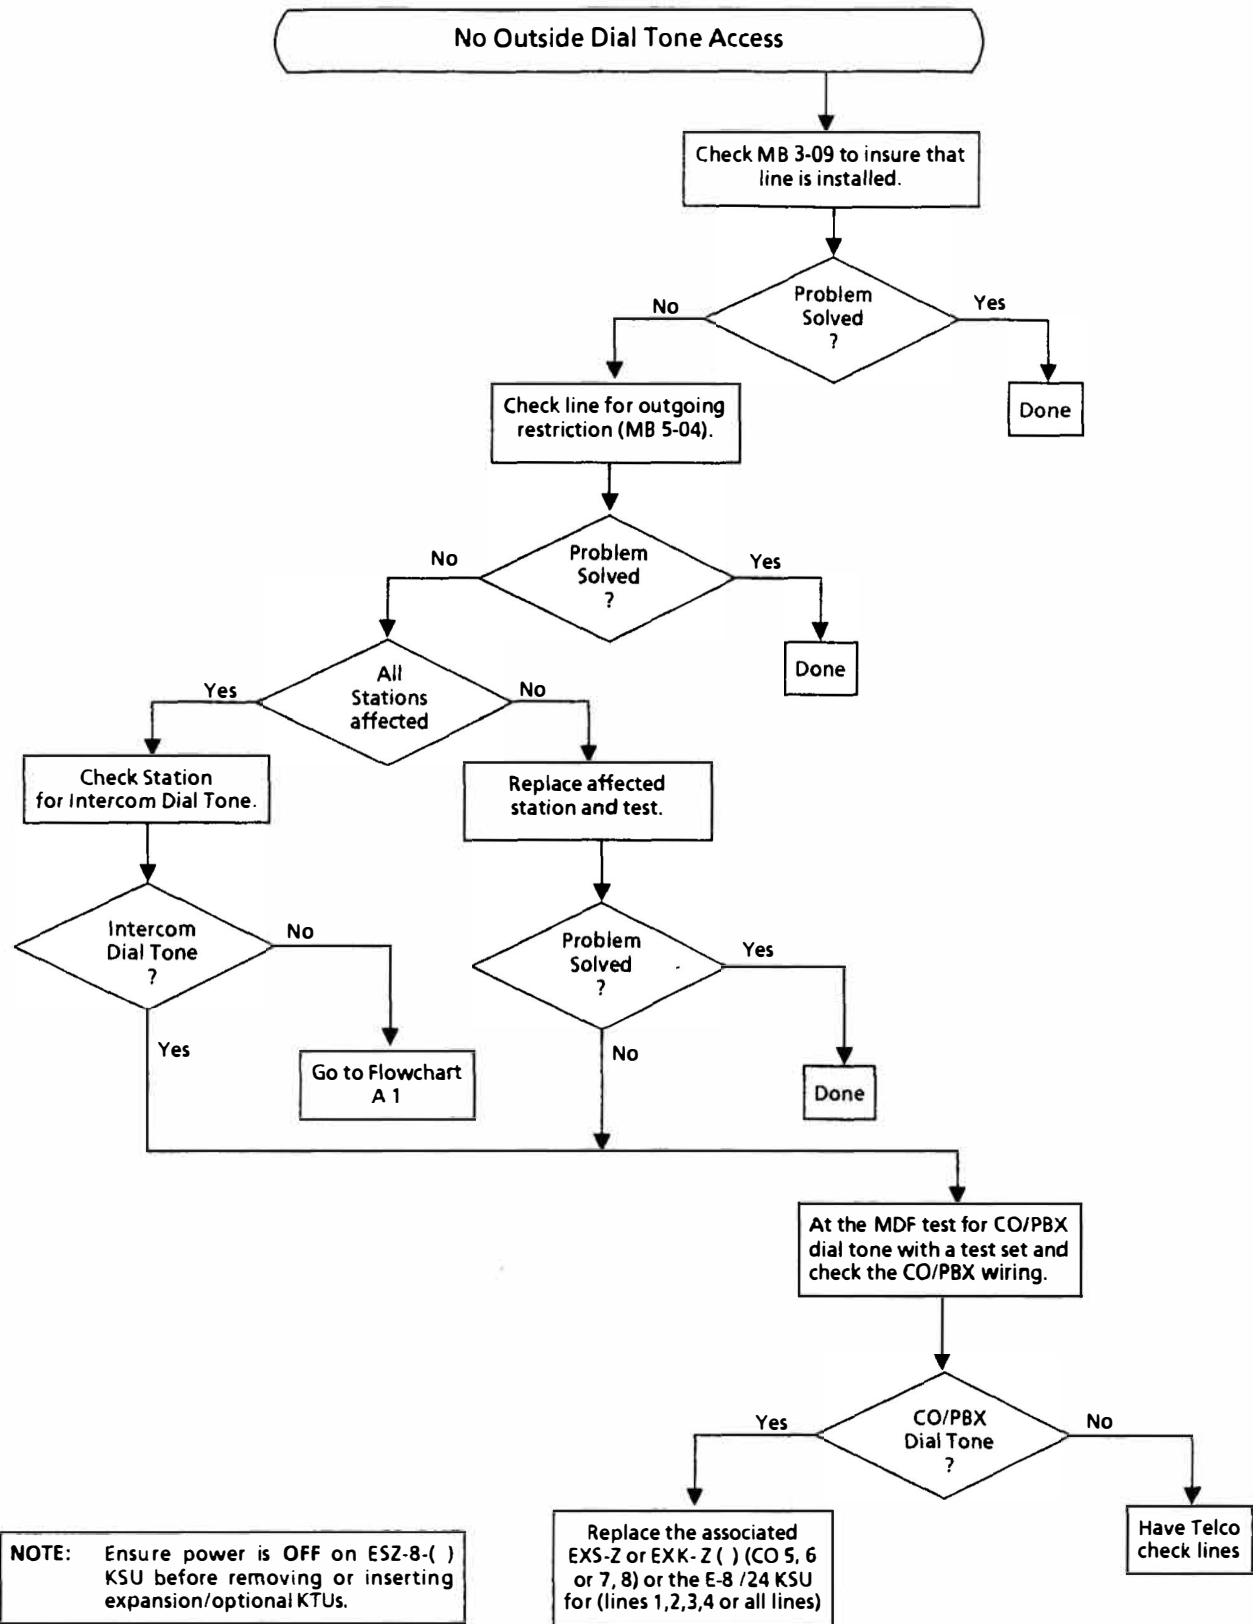 No Outside Dial Tone Access
Check MB 3-09 to insure that
line is installed.
Problem
Solved
?
No
Yes
Done
Check line for outgoing
restriction (MB 5-04).
Problem
Solved
?
No
Yes
Done
All
Stations
affected
Yes
No
Check Station
for Intercom Dial Tone.
Replace affected
station and test.
Intercom
Dial Tone
?
No
Yes
Go to Flowchart
A 1
Problem
Solved
?
Yes
No
Done
At the MDF test for CO/PBX
dial tone with a test set and
check the CO/PBX wiring.
CO/PBX
Dial Tone
?
Yes
No
Replace the associated
EXS-Z or EXK-Z ( ) (CO 5, 6
or 7, 8) or the E-8 /24 KSU
for (lines 1,2,3,4 or all lines)
Have Telco
check lines
NOTE: Ensure power is OFF on ESZ-8-( )
KSU before removing or inserting
expansion/optional KTUs.